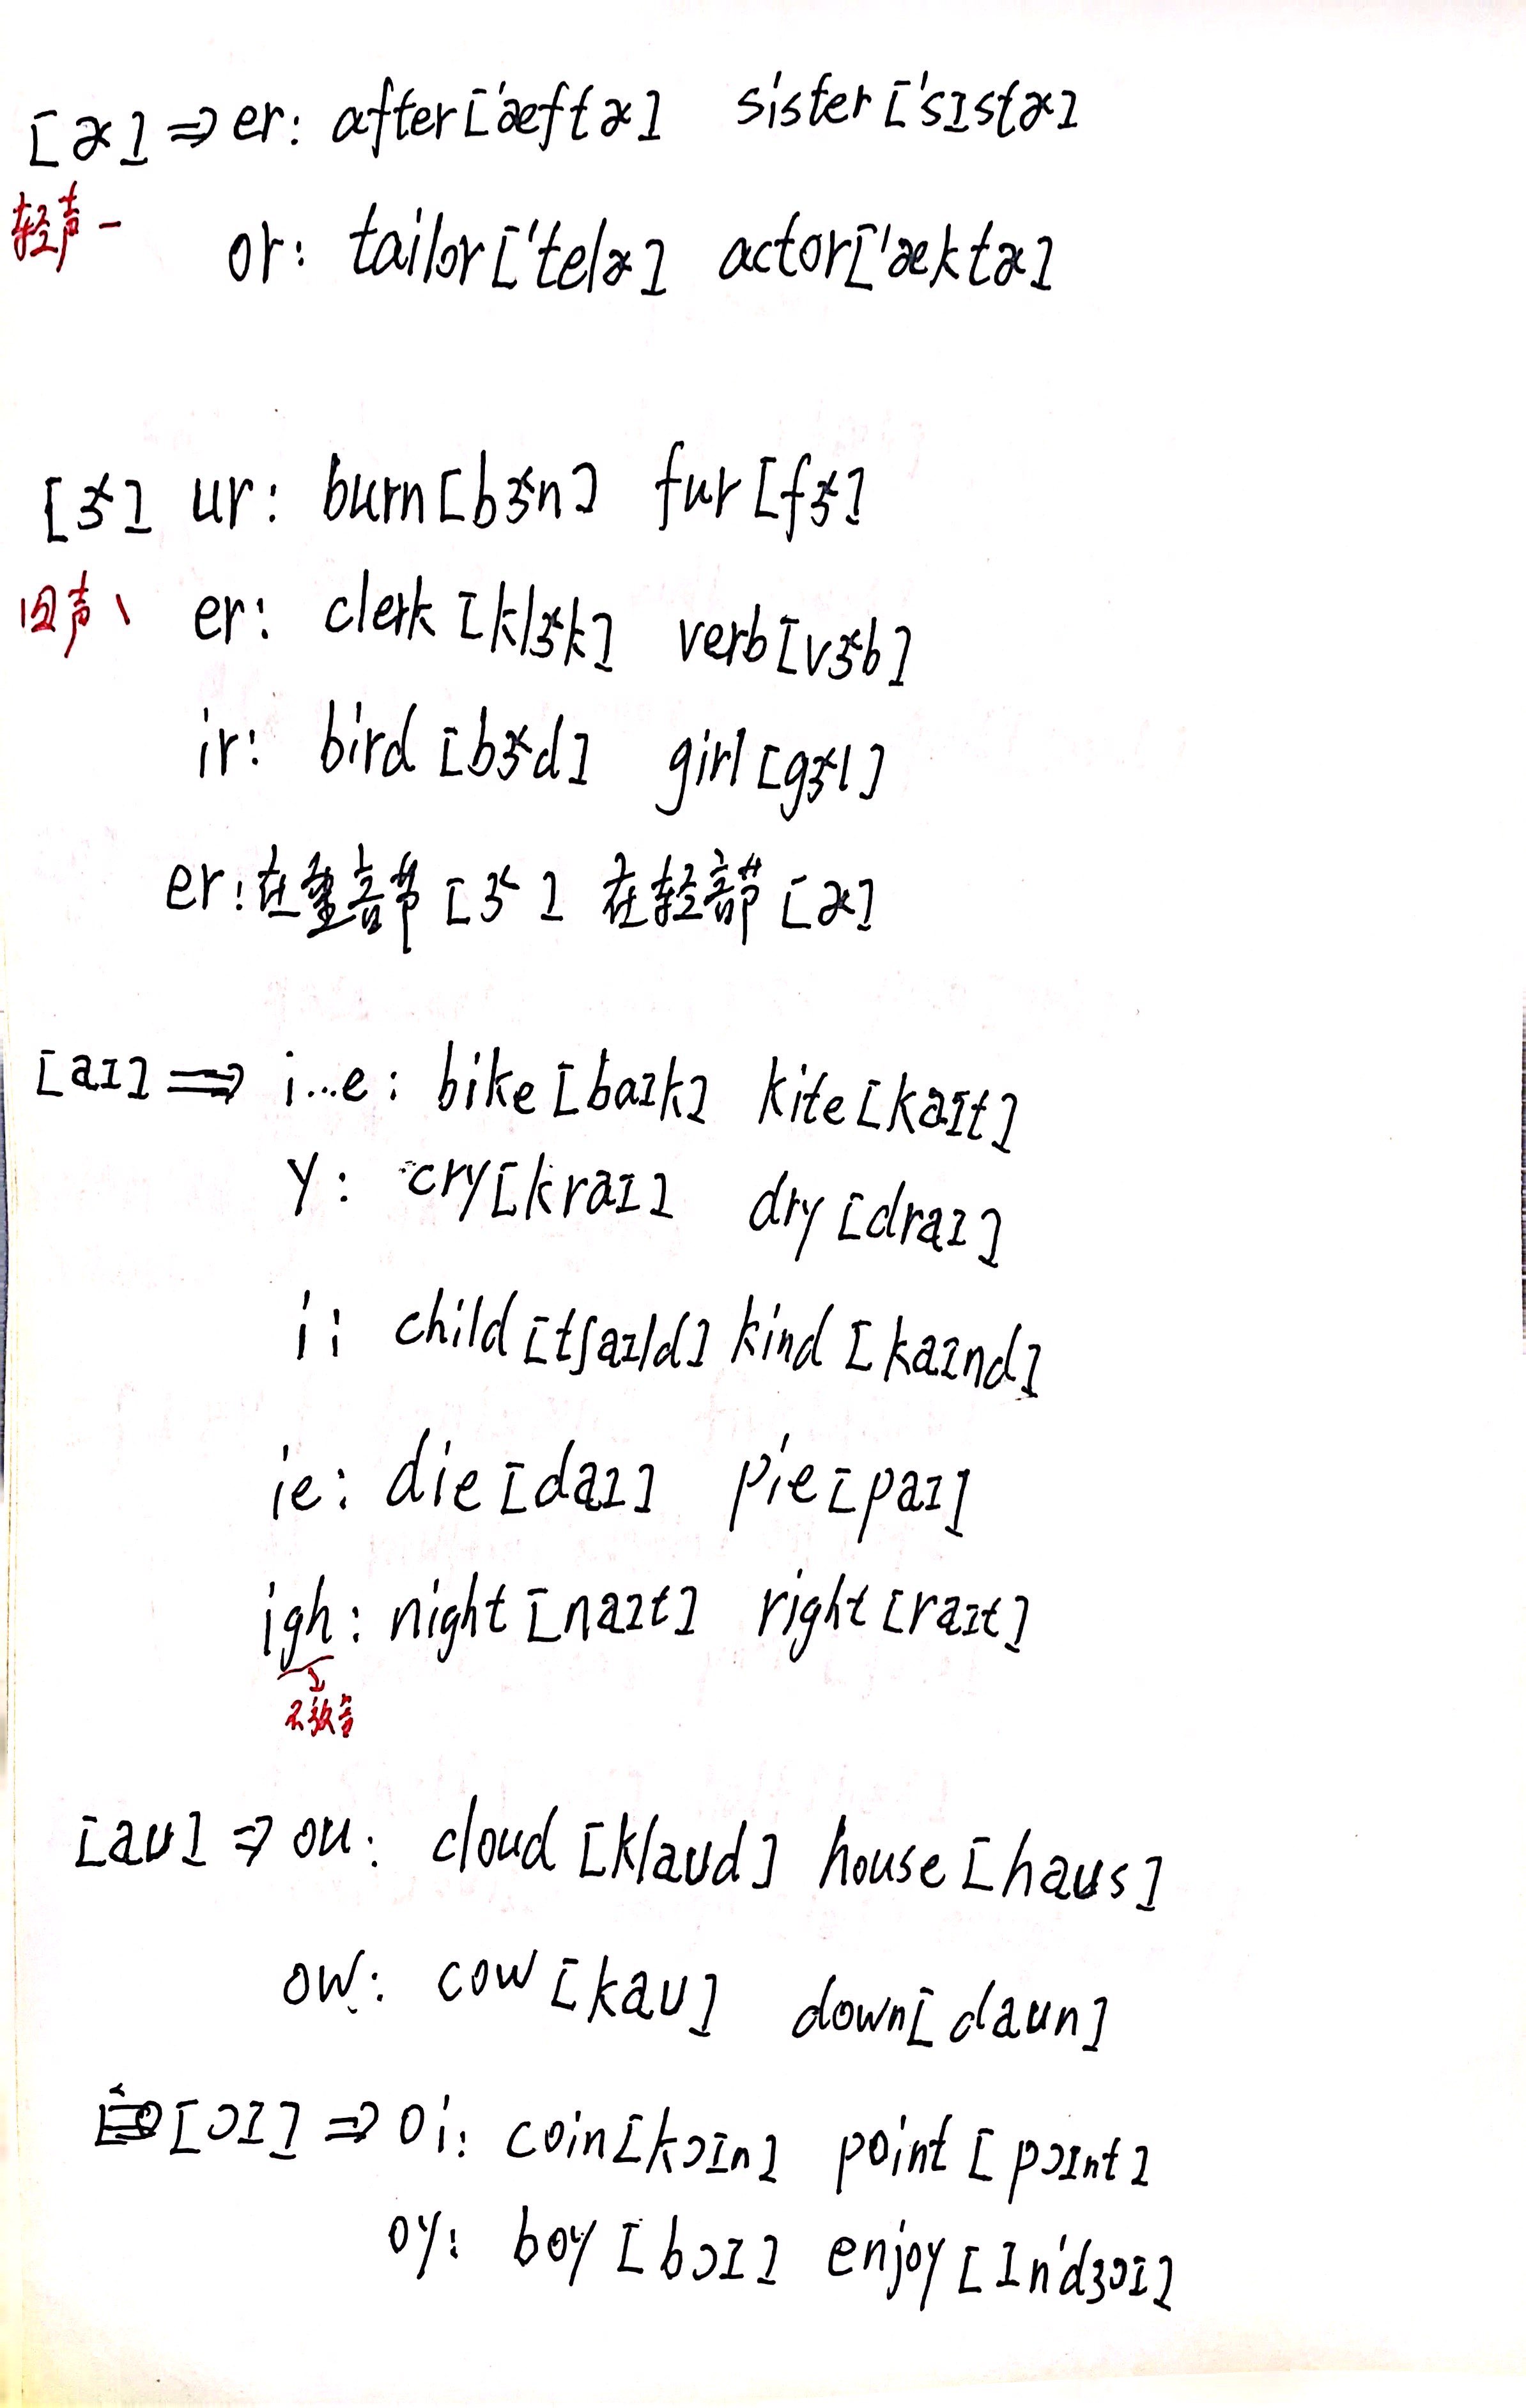 [ɚ] ⇒ er: after['æftɚ] sister['sɪstɚ]
轻声 –
or: tailor['telɚ] actor['æktɚ]
[ɝ] ur: burn[bɝn] fur[fɝ]
四声 丶
er: clerk[klɝk] verb[vɝb]
ir: bird[bɝd] girl[gɝl]
er:在重音节[ɝ] 在轻音节[ɚ]
[aɪ] ⇒ i...e: bike[baɪk] kite[kaɪt]
y: cry[kraɪ] dry[draɪ]
i: child[tʃaɪld] kind[kaɪnd]
ie: die[daɪ] pie[paɪ]
igh: night[naɪt] right[raɪt]
不发音
[aʊ] ⇒ ou: cloud[klaʊd] house[haʊs]
ow: cow[kaʊ] down[daʊn]
[ɔɪ] ⇒ oi: coin[kɔɪn] point[pɔɪnt]
oy: boy[bɔɪ] enjoy[ɪn'dʒɔɪ]